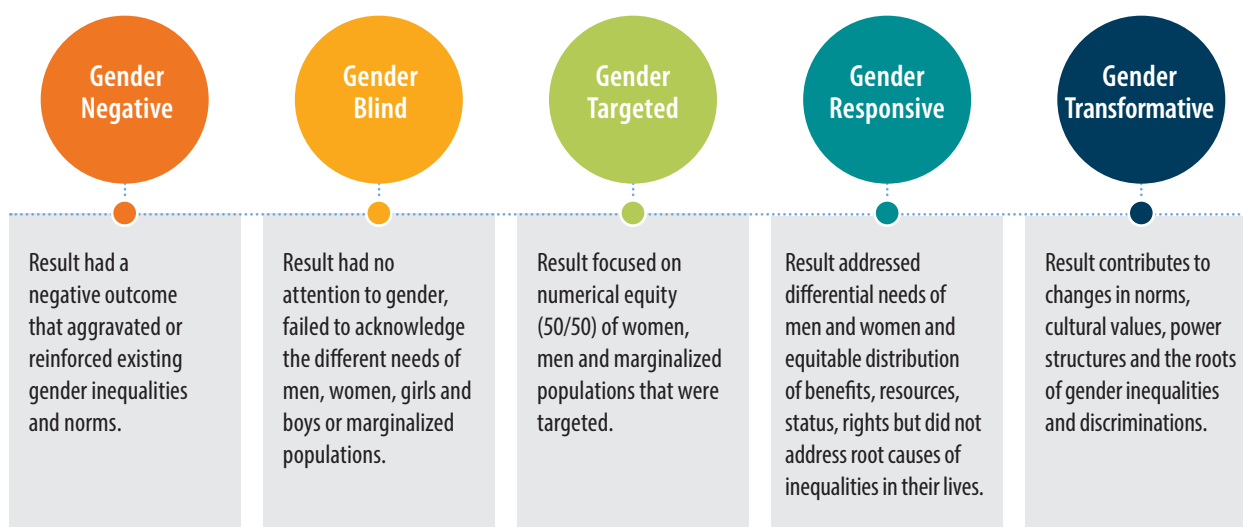 Gender
Negative
Gender
Blind
Gender
Targeted
Gender
Responsive
Gender
Transformative
Result had a
negative outcome
that aggravated or
reinforced existing
gender inequalities
and norms.
Result had no
attention to gender,
failed to acknowledge
the different needs of
men, women, girls and
boys or marginalized
populations.
Result focused on
numerical equity
(50/50) of women,
men and marginalized
populations that were
targeted.
Result addressed
differential needs of
men and women and
equitable distribution
of benefits, resources,
status, rights but did not
address root causes of
inequalities in their lives.
Result contributes to
changes in norms,
cultural values, power
structures and the roots
of gender inequalities
and discriminations.